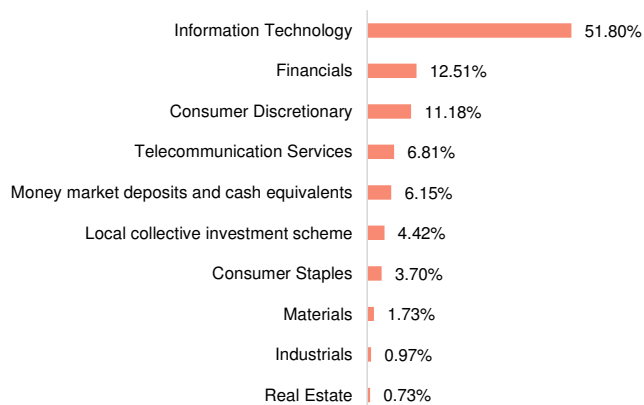 Information Technology 51.80%
Financials 12.51%
Consumer Discretionary 11.18%
Telecommunication Services 6.81%
Money market deposits and cash equivalents 6.15%
Local collective investment scheme 4.42%
Consumer Staples 3.70%
Materials 1.73%
Industrials 0.97%
Real Estate 0.73%